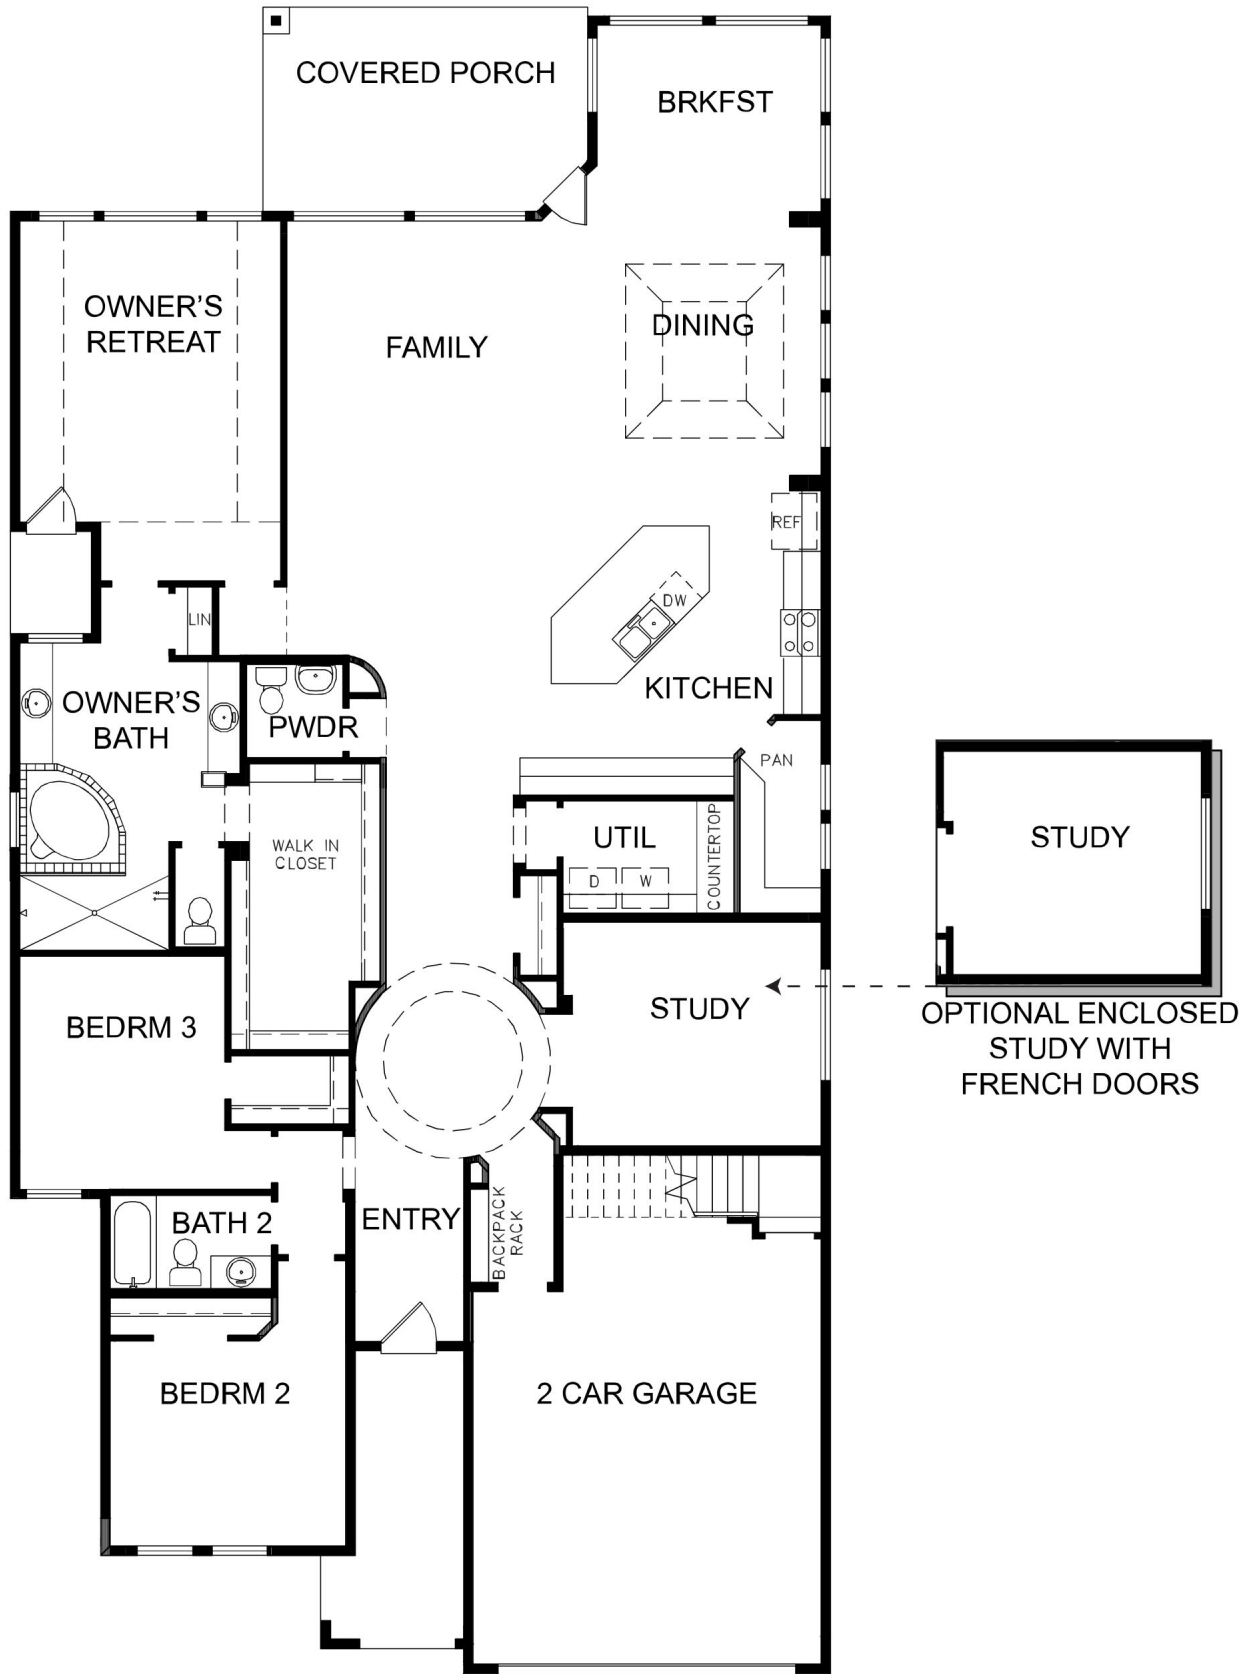 COVERED PORCH
BRKFST
OWNER'S
RETREAT
FAMILY
DINING
REF
DW
LIN
KITCHEN
OWNER'S
BATH
PWDR
PAN
WALK IN
CLOSET
UTIL
COUNTERTOP
D
W
STUDY
STUDY
OPTIONAL ENCLOSED
STUDY WITH
FRENCH DOORS
BEDRM 3
BATH 2
ENTRY
BACKPACK
RACK
BEDRM 2
2 CAR GARAGE